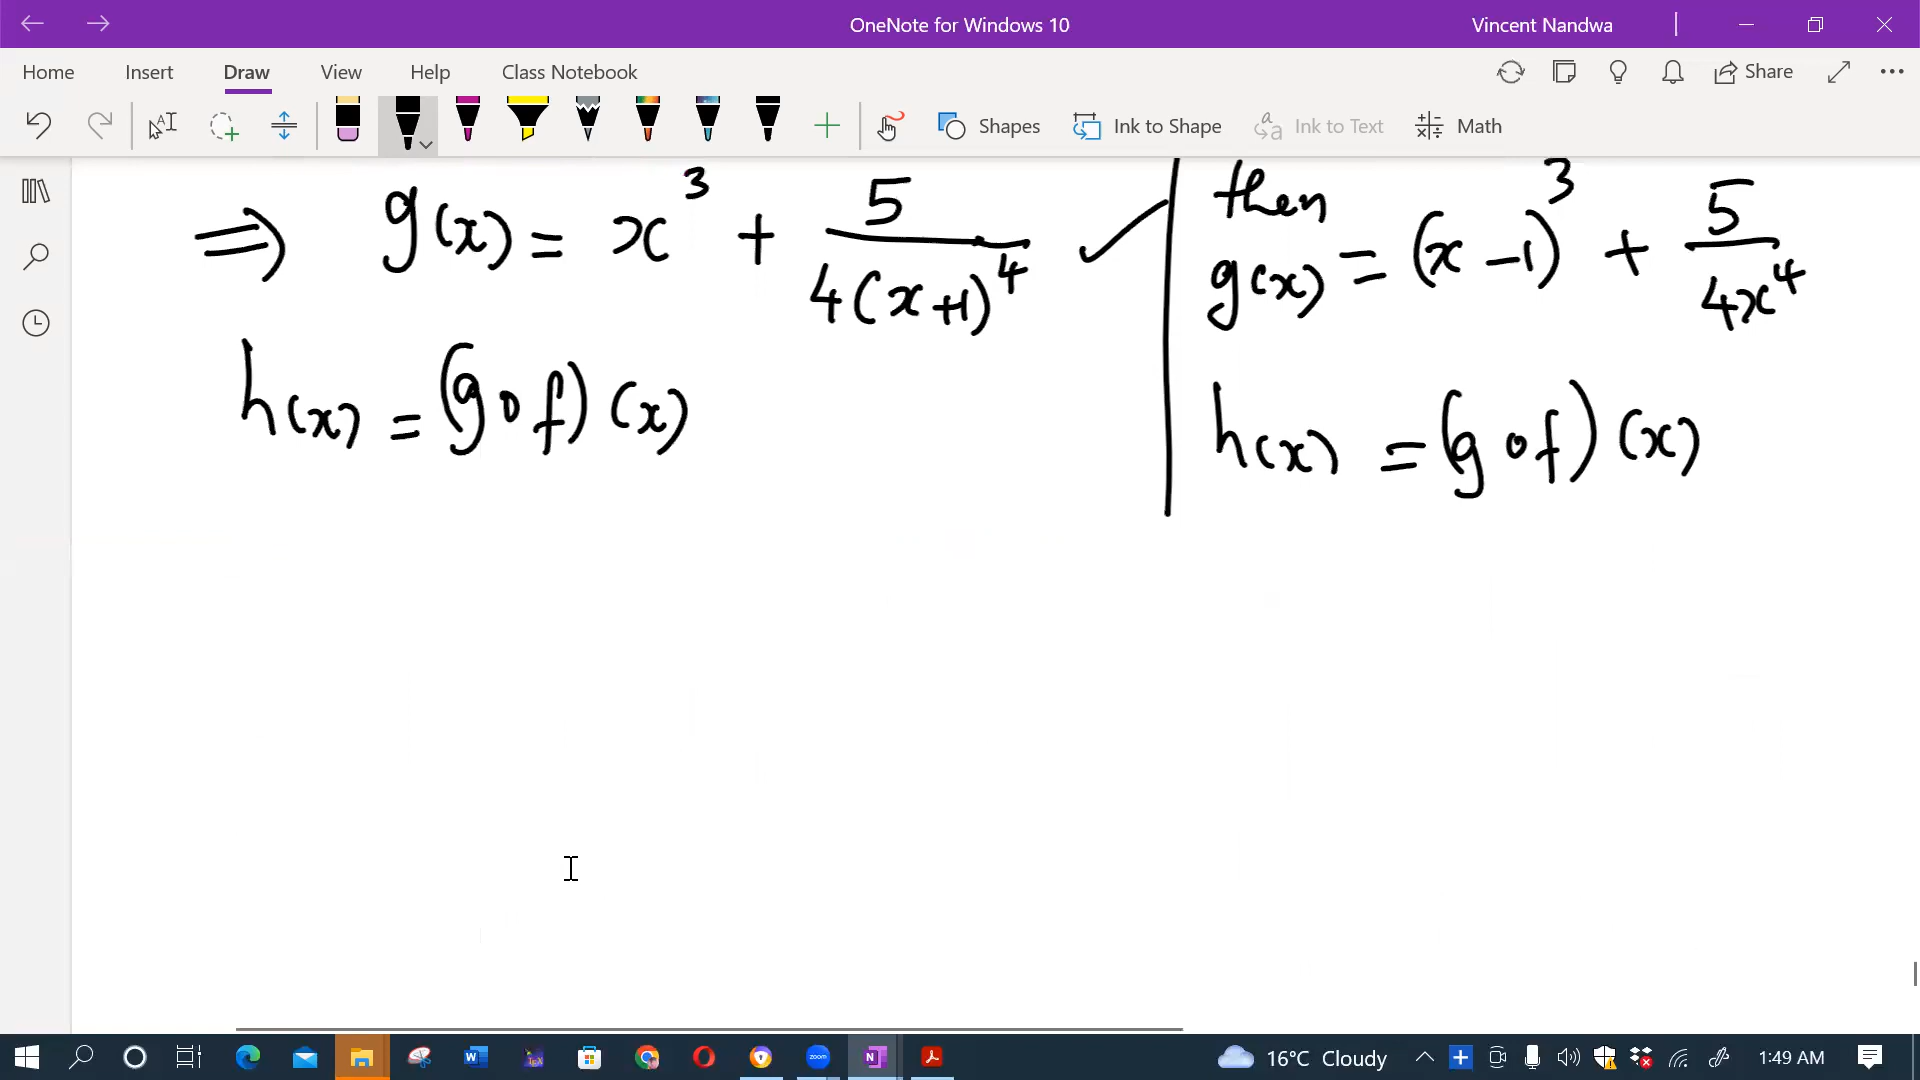 OneNote for Windows 10
Vincent Nandwa
Home Insert Draw View Help Class Notebook
Share
Shapes Ink to Shape Ink to Text Math
⇒ g(x) = x³ + 5/4(x+1)⁴ ✓
h(x) = (g o f)(x)
then
g(x) = (x - 1)³ + 5/4x⁴
h(x) = (g o f)(x)
16°C Cloudy
1:49 AM